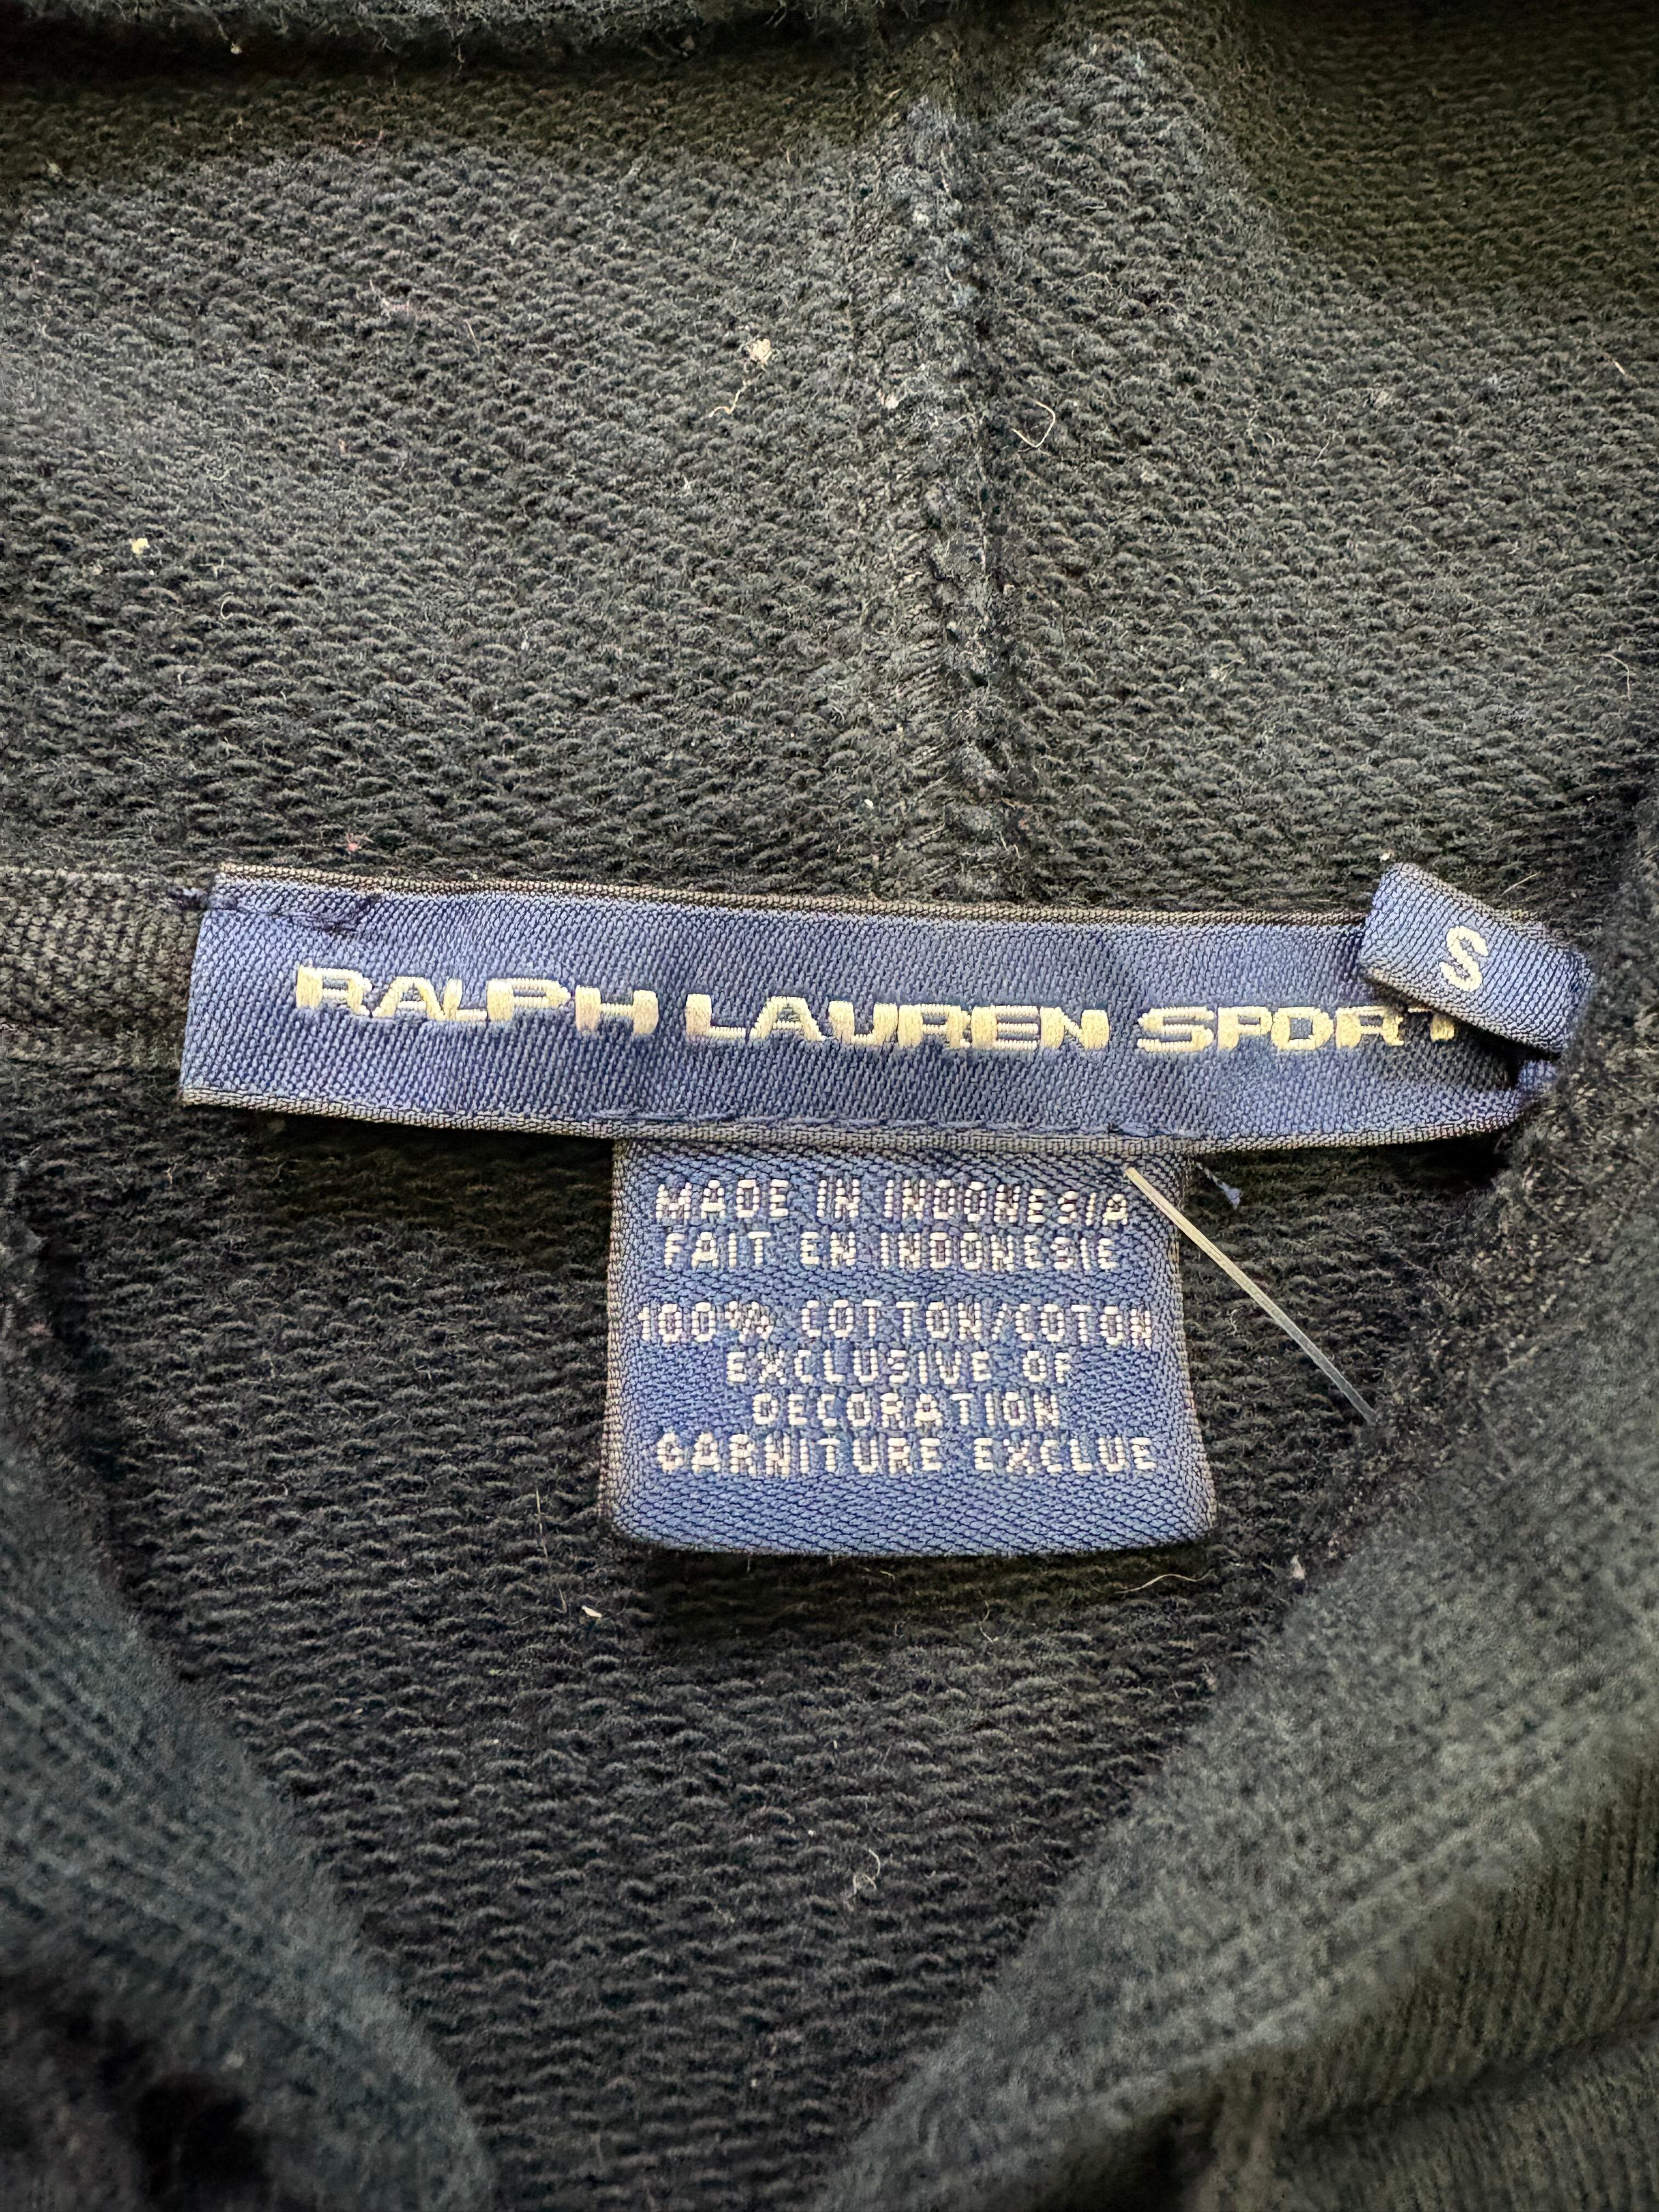 RALPH LAUREN SPORT
S
MADE IN INDONESIA
FAIT EN INDONESIE
100% COTTON/COTON
EXCLUSIVE OF
DECORATION
GARNITURE EXCLUE